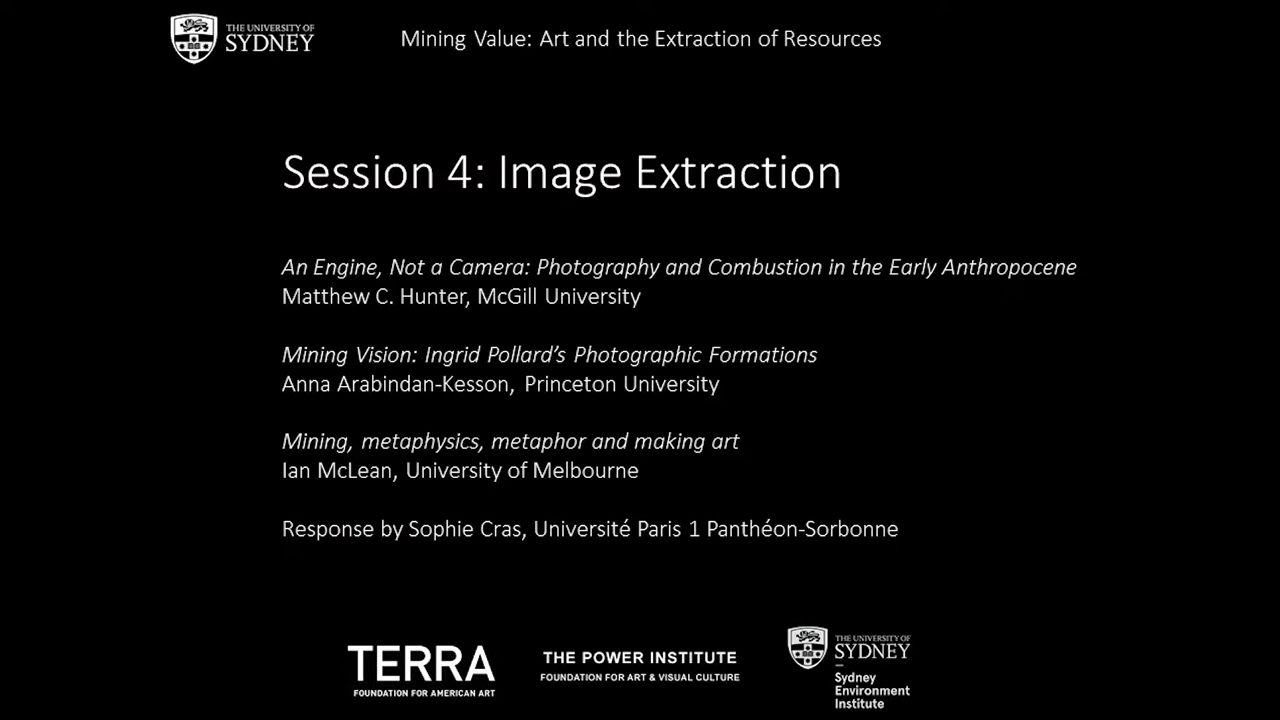 THE UNIVERSITY OF
SYDNEY
Mining Value: Art and the Extraction of Resources
Session 4: Image Extraction
An Engine, Not a Camera: Photography and Combustion in the Early Anthropocene
Matthew C. Hunter, McGill University
Mining Vision: Ingrid Pollard's Photographic Formations
Anna Arabindan-Kesson, Princeton University
Mining, metaphysics, metaphor and making art
Ian McLean, University of Melbourne
Response by Sophie Cras, Université Paris 1 Panthéon-Sorbonne
TERRA
FOUNDATION FOR AMERICAN ART
THE POWER INSTITUTE
FOUNDATION FOR ART & VISUAL CULTURE
THE UNIVERSITY OF
SYDNEY
Sydney
Environment
Institute